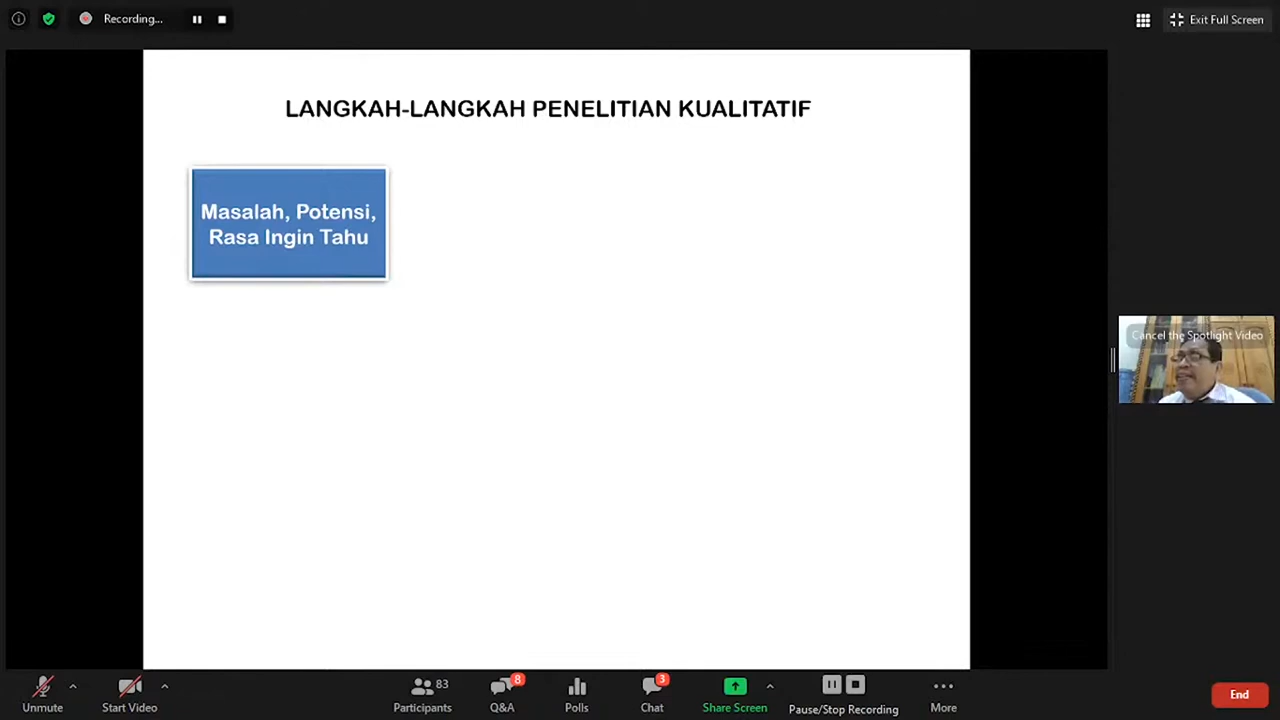 Recording...
Exit Full Screen
LANGKAH-LANGKAH PENELITIAN KUALITATIF
Masalah, Potensi,
Rasa Ingin Tahu
Cancel the Spotlight Video
83
8
3
Unmute
Start Video
Participants
Q&A
Polls
Chat
Share Screen
Pause/Stop Recording
More
End